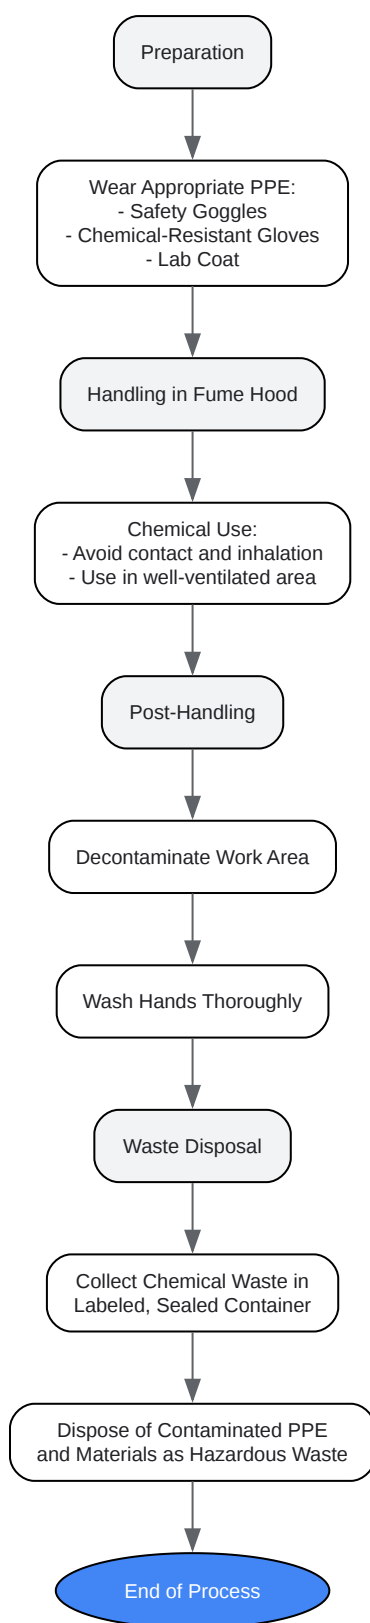 Preparation
Wear Appropriate PPE:
- Safety Goggles
- Chemical-Resistant Gloves
- Lab Coat
Handling in Fume Hood
Chemical Use:
- Avoid contact and inhalation
- Use in well-ventilated area
Post-Handling
Decontaminate Work Area
Wash Hands Thoroughly
Waste Disposal
Collect Chemical Waste in
Labeled, Sealed Container
Dispose of Contaminated PPE
and Materials as Hazardous Waste
End of Process